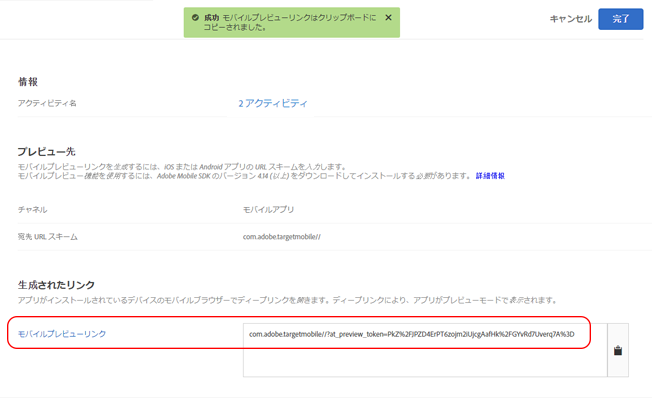 成功 モバイルプレビューリンクはクリップボードに
コピーされました。
キャンセル
完了
情報
アクティビティ名
2 アクティビティ
プレビュー先
モバイルプレビューリンクを生成するには、iOS または Android アプリの URL スキームを入力します。
モバイルプレビュー機能を使用するには、Adobe Mobile SDK のバージョン 4.14 (以上) をダウンロードしてインストールする必要があります。 詳細情報
チャネル
モバイルアプリ
宛先 URL スキーム
com.adobe.targetmobile//
生成されたリンク
アプリがインストールされているデバイスのモバイルブラウザーでディープリンクを開きます。ディープリンクにより、アプリがプレビューモードで表示されます。
モバイルプレビューリンク
com.adobe.targetmobile//?at_preview_token=PkZ%2FJPZD4ErPT6zojm2iUjcgAafHk%2FGYvRd7Uverq7A%3D